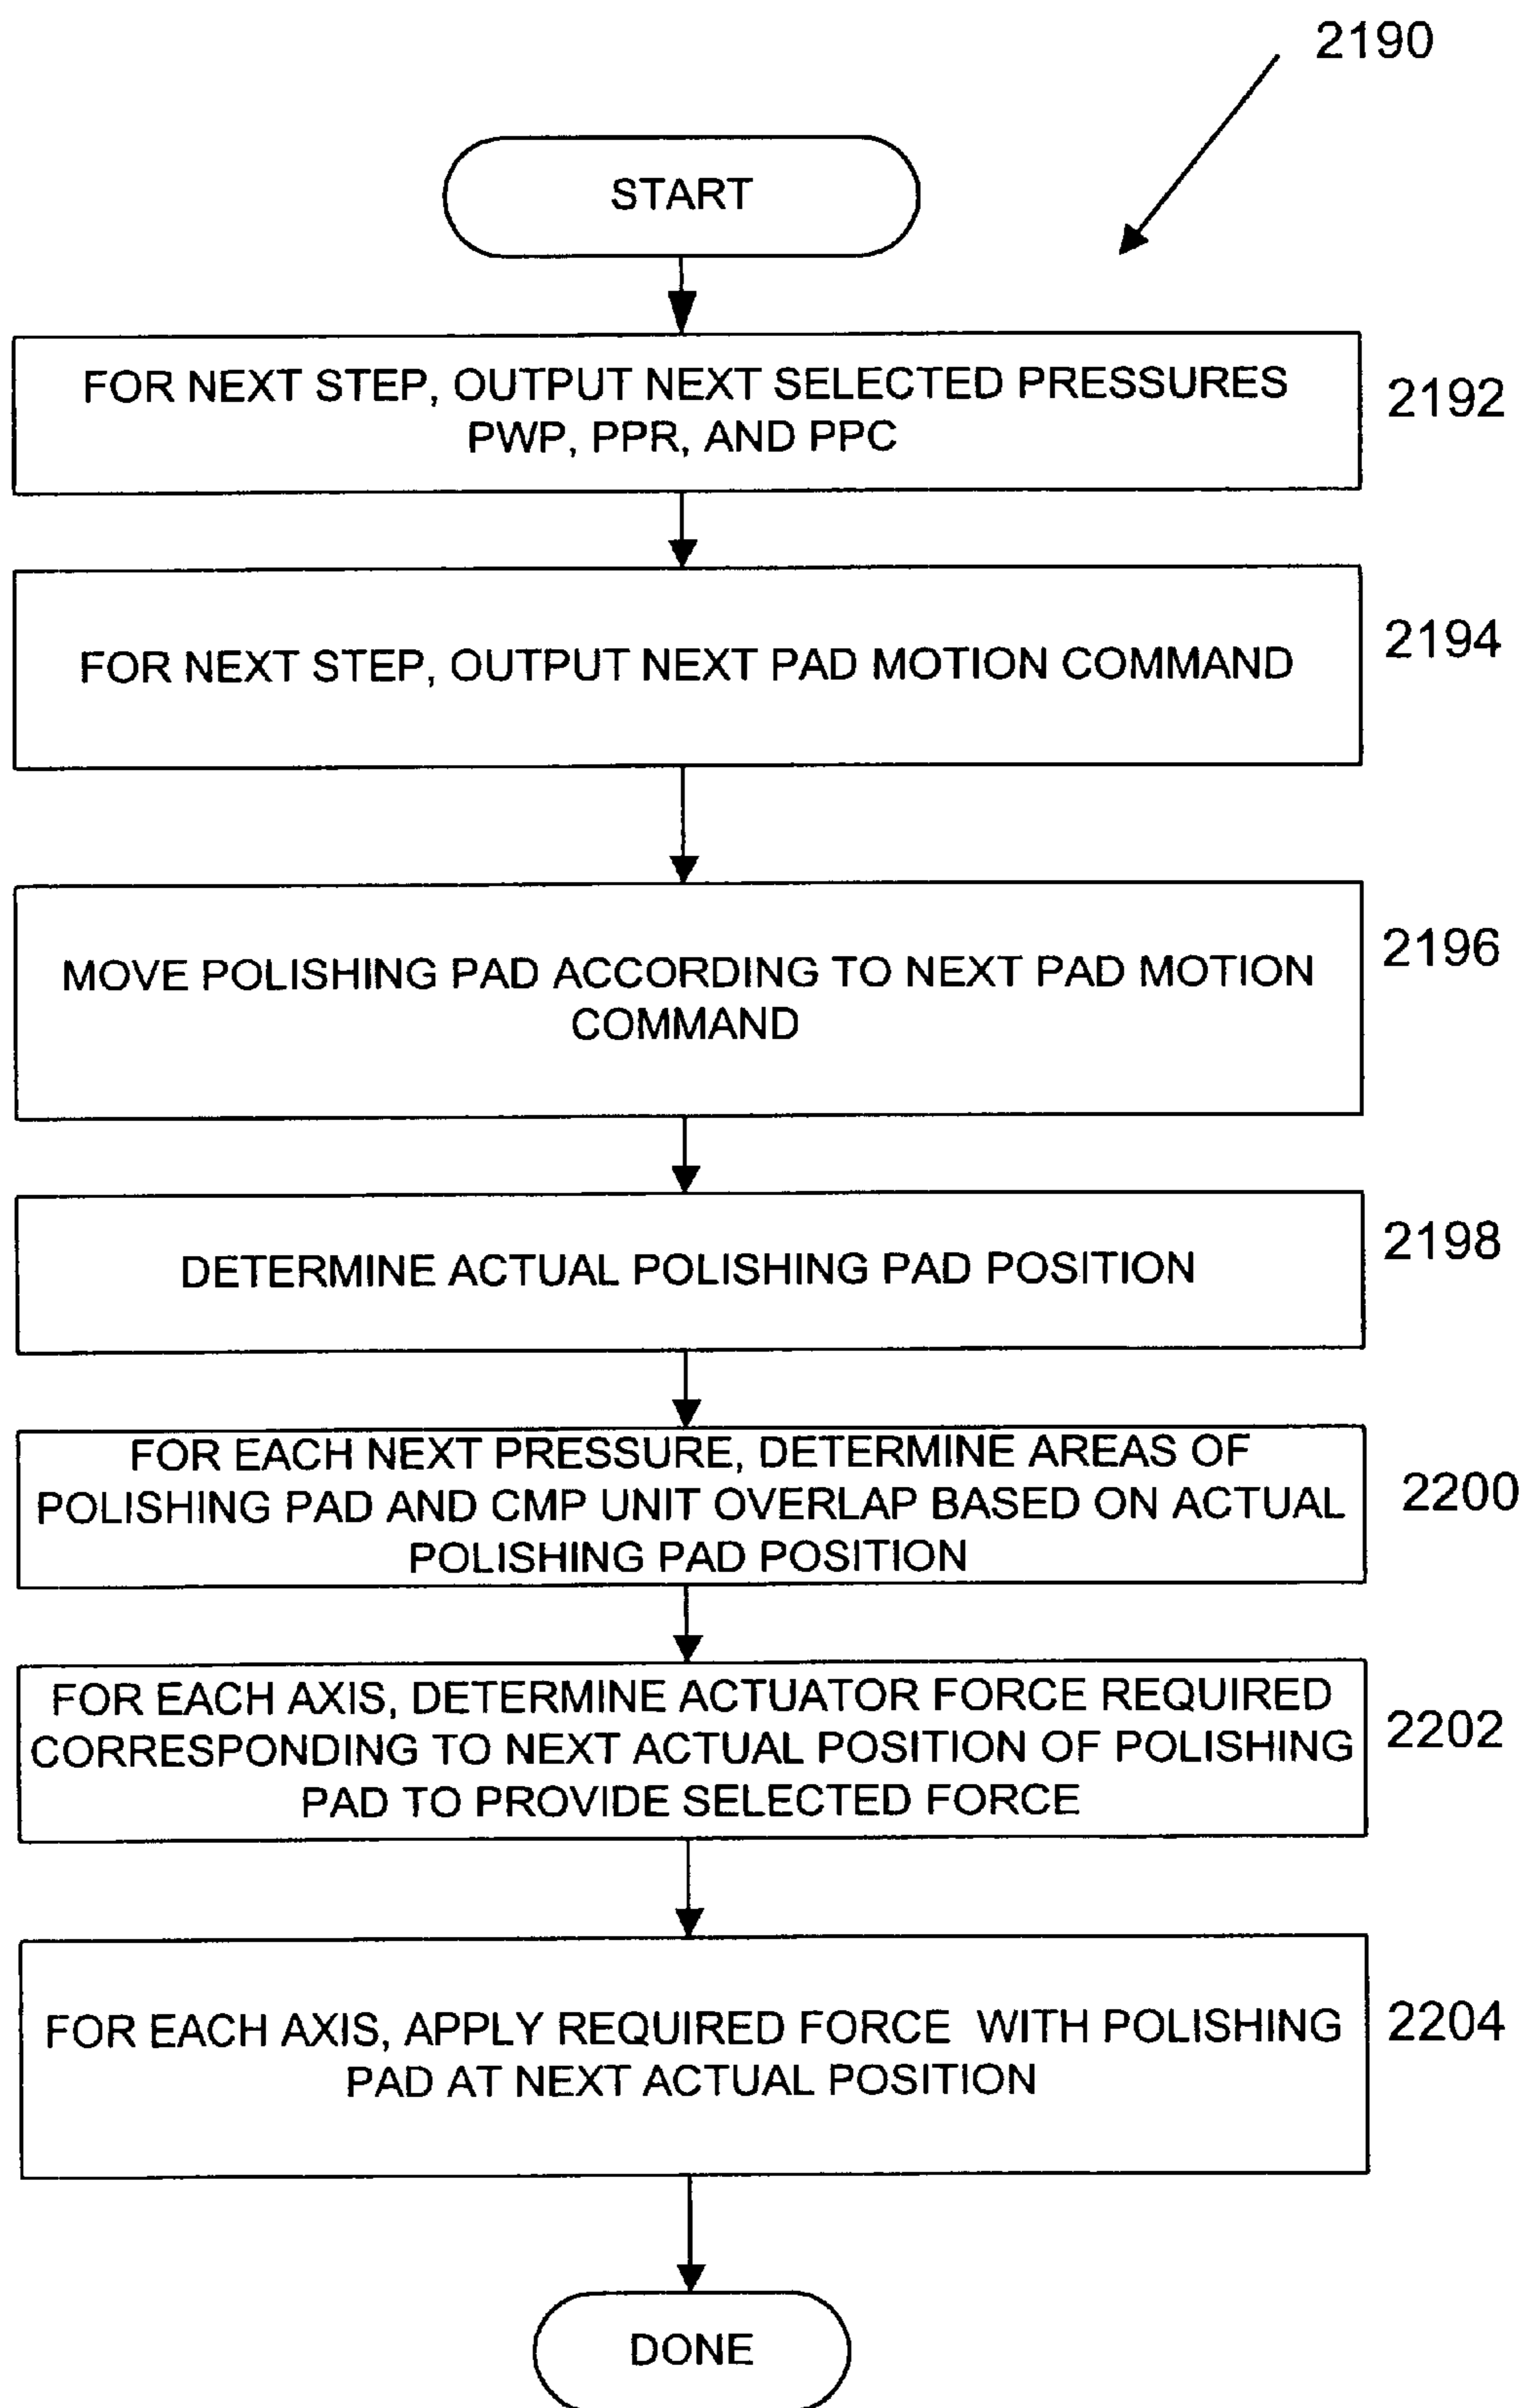 2190
START
FOR NEXT STEP, OUTPUT NEXT SELECTED PRESSURES
PWP, PPR, AND PPC
2192
FOR NEXT STEP, OUTPUT NEXT PAD MOTION COMMAND
2194
MOVE POLISHING PAD ACCORDING TO NEXT PAD MOTION
COMMAND
2196
DETERMINE ACTUAL POLISHING PAD POSITION
2198
FOR EACH NEXT PRESSURE, DETERMINE AREAS OF
POLISHING PAD AND CMP UNIT OVERLAP BASED ON ACTUAL
POLISHING PAD POSITION
2200
FOR EACH AXIS, DETERMINE ACTUATOR FORCE REQUIRED
CORRESPONDING TO NEXT ACTUAL POSITION OF POLISHING
PAD TO PROVIDE SELECTED FORCE
2202
FOR EACH AXIS, APPLY REQUIRED FORCE WITH POLISHING
PAD AT NEXT ACTUAL POSITION
2204
DONE